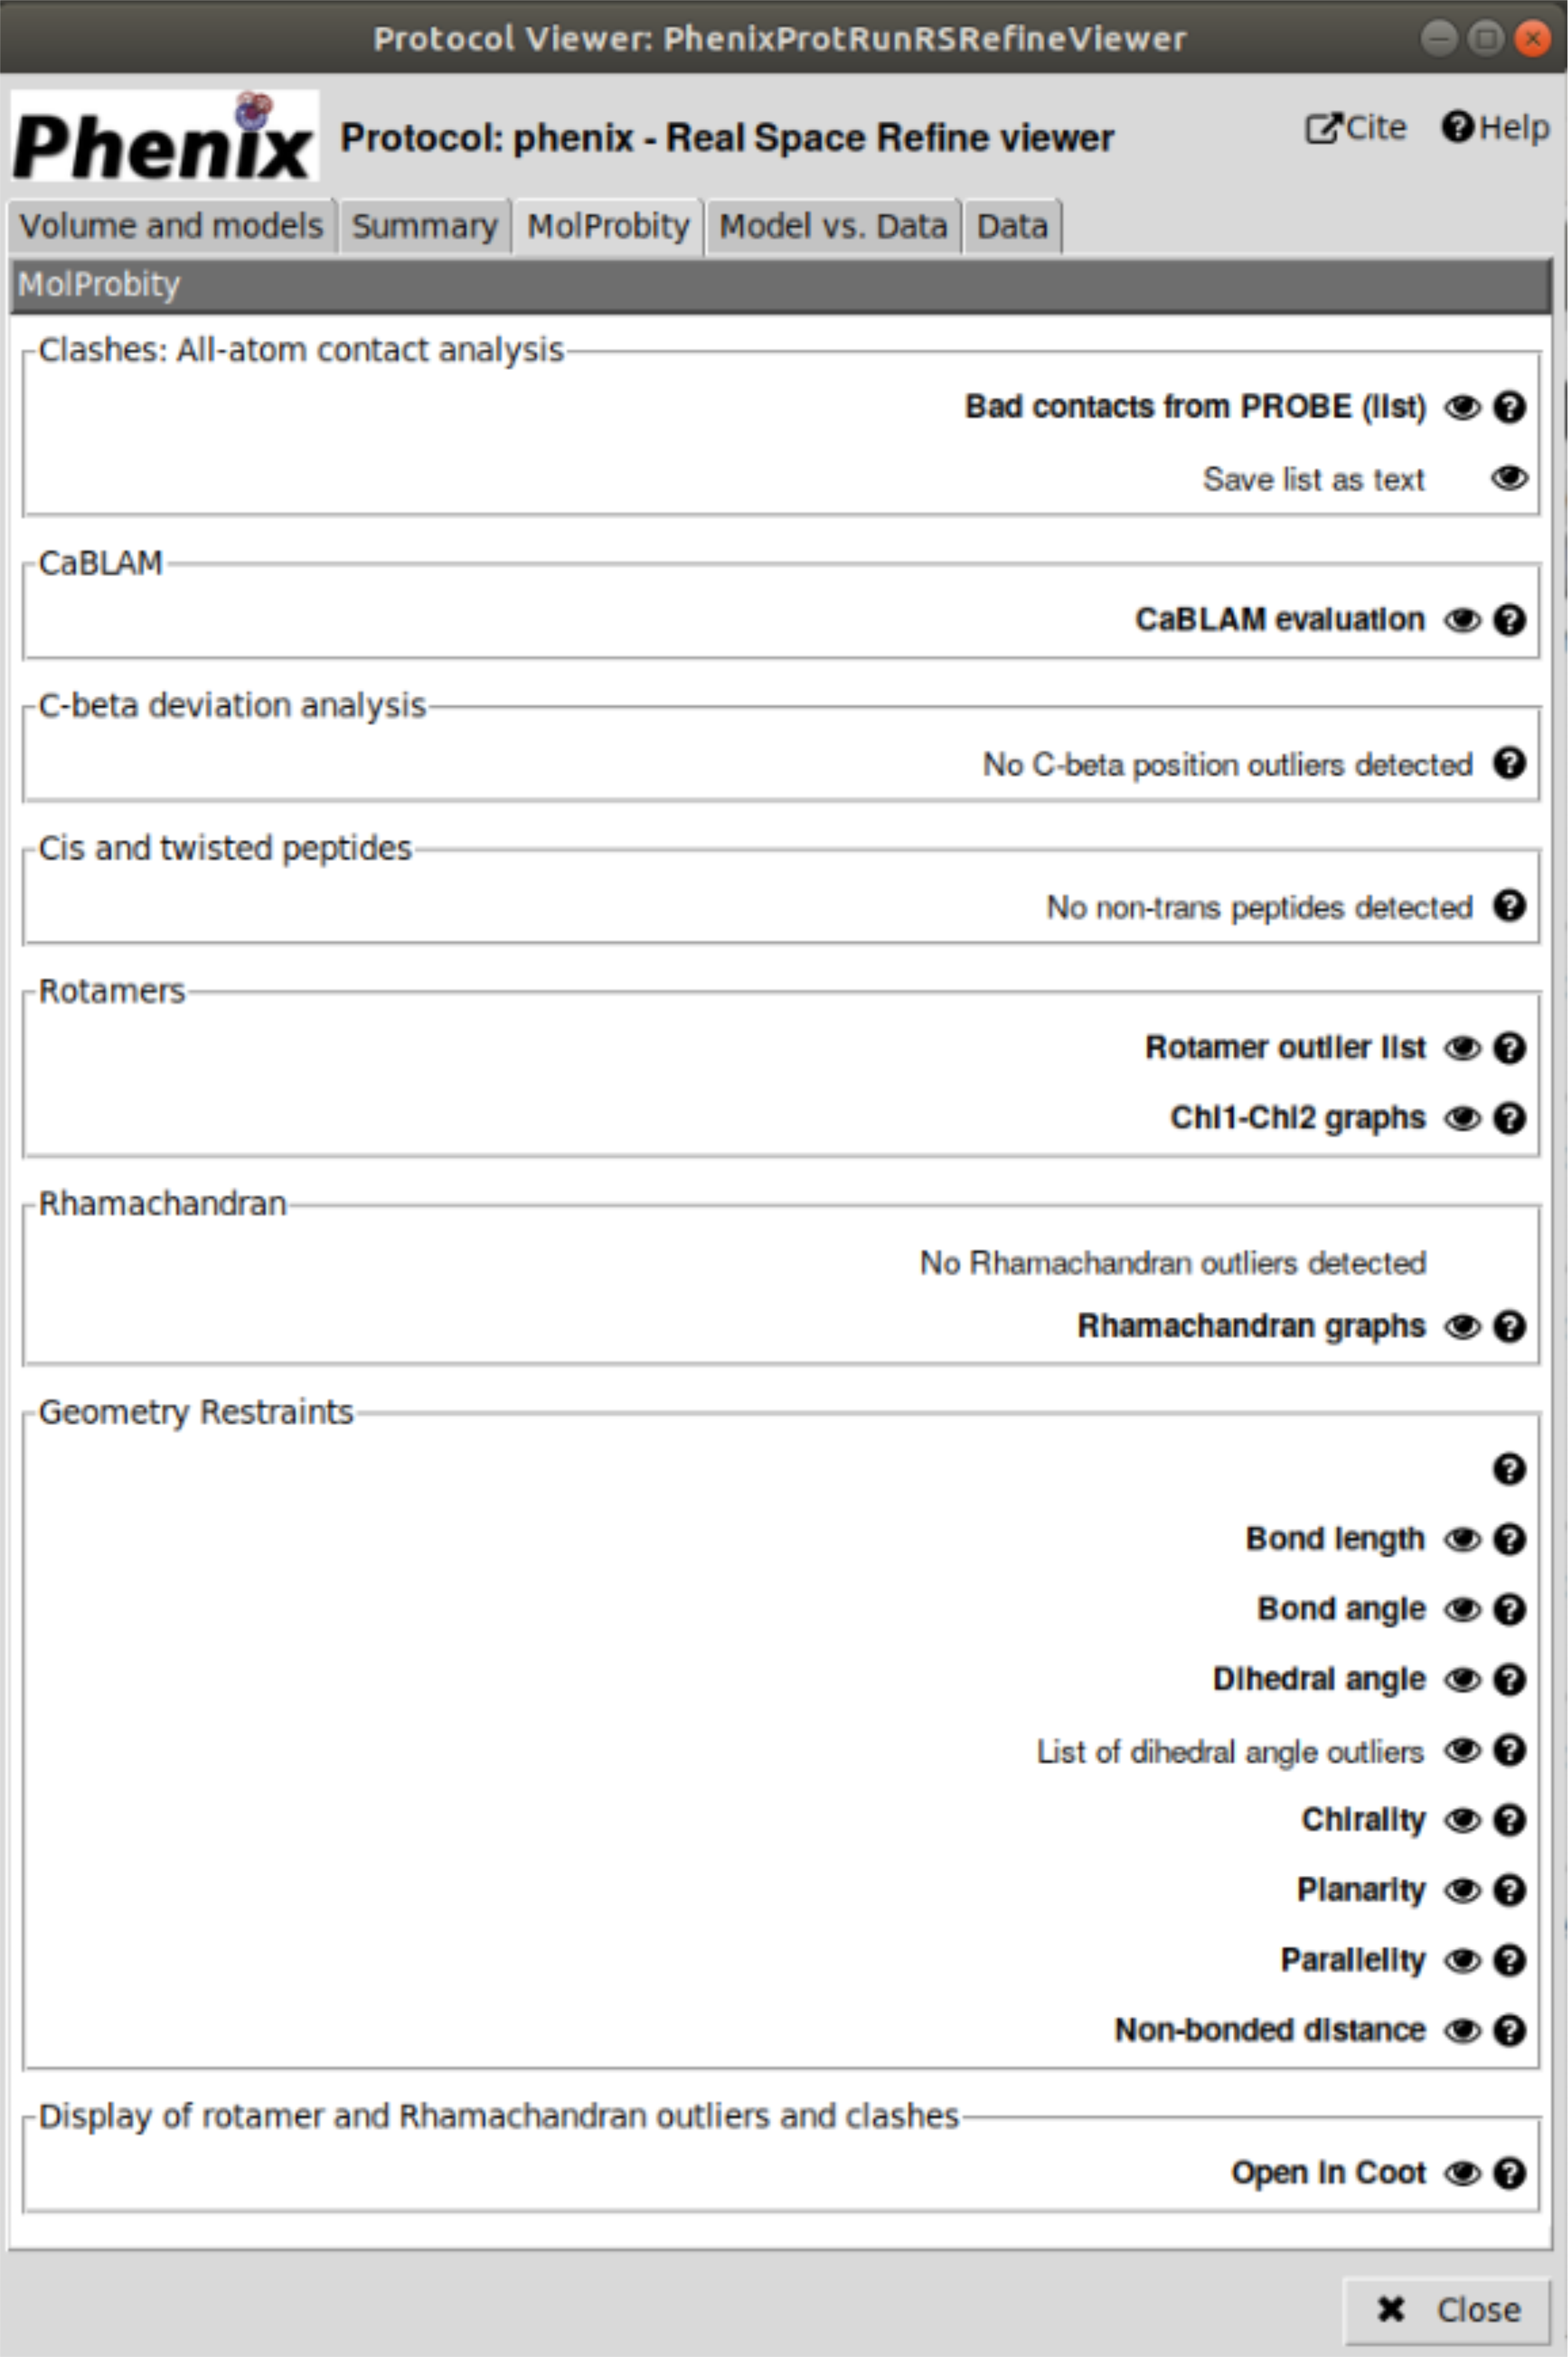 Protocol Viewer: PhenixProtRunRSRefineViewer
Phenix Protocol: phenix - Real Space Refine viewer Cite Help
Volume and models Summary MolProbity Model vs. Data Data
MolProbity
Clashes: All-atom contact analysis
Bad contacts from PROBE (list)
Save list as text
CaBLAM
CaBLAM evaluation
C-beta deviation analysis
No C-beta position outliers detected
Cis and twisted peptides
No non-trans peptides detected
Rotamers
Rotamer outlier list
Chi1-Chi2 graphs
Rhamachandran
No Rhamachandran outliers detected
Rhamachandran graphs
Geometry Restraints
Bond length
Bond angle
Dihedral angle
List of dihedral angle outliers
Chirality
Planarity
Parallelity
Non-bonded distance
Display of rotamer and Rhamachandran outliers and clashes
Open in Coot
Close